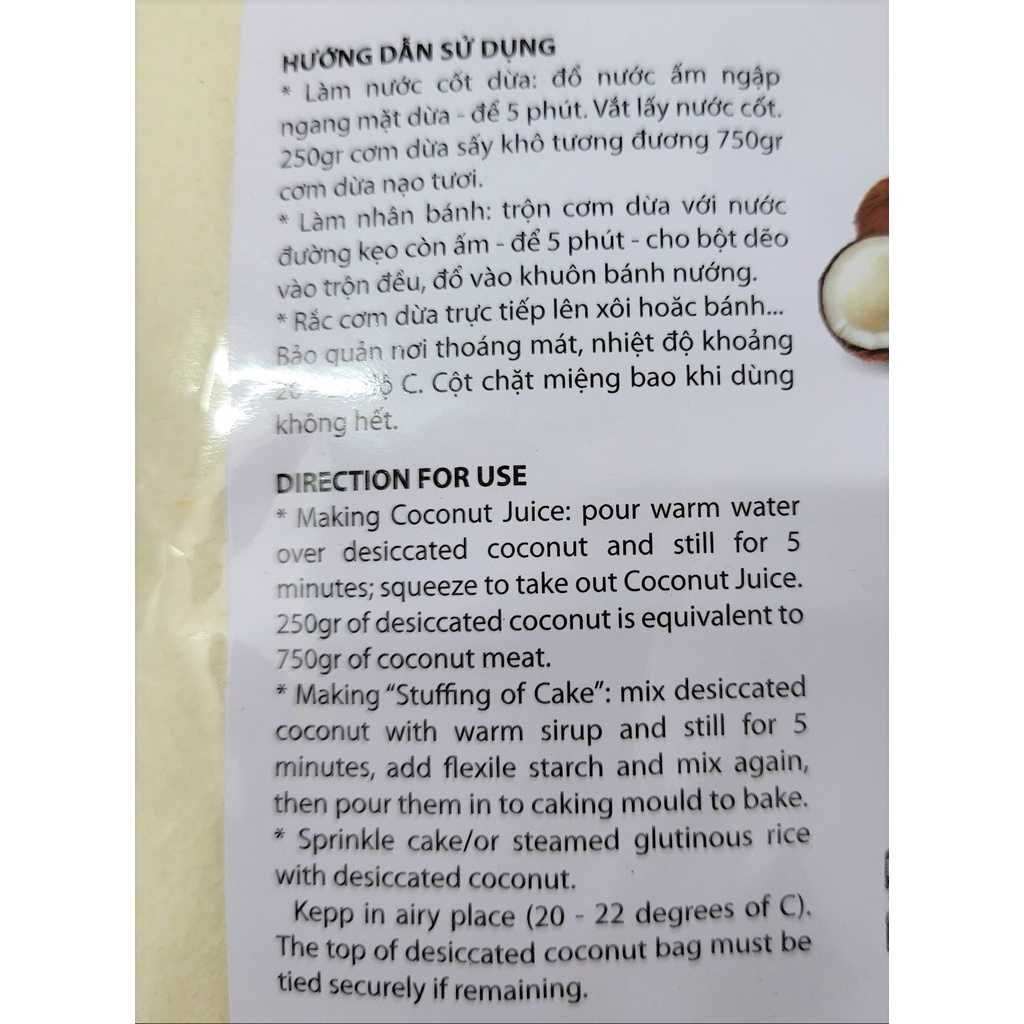 HƯỚNG DẪN SỬ DỤNG
* Làm nước cốt dừa: đổ nước ấm ngập
ngang mặt dừa - để 5 phút. Vắt lấy nước cốt.
250gr cơm dừa sấy khô tương đương 750gr
cơm dừa nạo tươi.
* Làm nhân bánh: trộn cơm dừa với nước
đường kẹo còn ấm - để 5 phút - cho bột dẽo
vào trộn đều, đổ vào khuôn bánh nướng.
* Rắc cơm dừa trực tiếp lên xôi hoăc bánh...
Bảo quản nơi thoáng mát, nhiệt độ khoảng
C. Cột chặt miệng bao khi dùng
không hết.
DIRECTION FOR USE
* Making Coconut Juice: pour warm water
over desiccated coconut and still for 5
minutes; squeeze to take out Coconut Juice.
250gr of desiccated coconut is equivalent to
750gr of coconut meat.
* Making “Stuffing of Cake”: mix desiccated
coconut with warm sirup and still for 5
minutes, add flexile starch and mix again,
then pour them in to caking mould to bake.
* Sprinkle cake/or steamed glutinous rice
with desiccated coconut.
Kepp in airy place (20 - 22 degrees of C).
The top of desiccated coconut bag must be
tied securely if remaining.